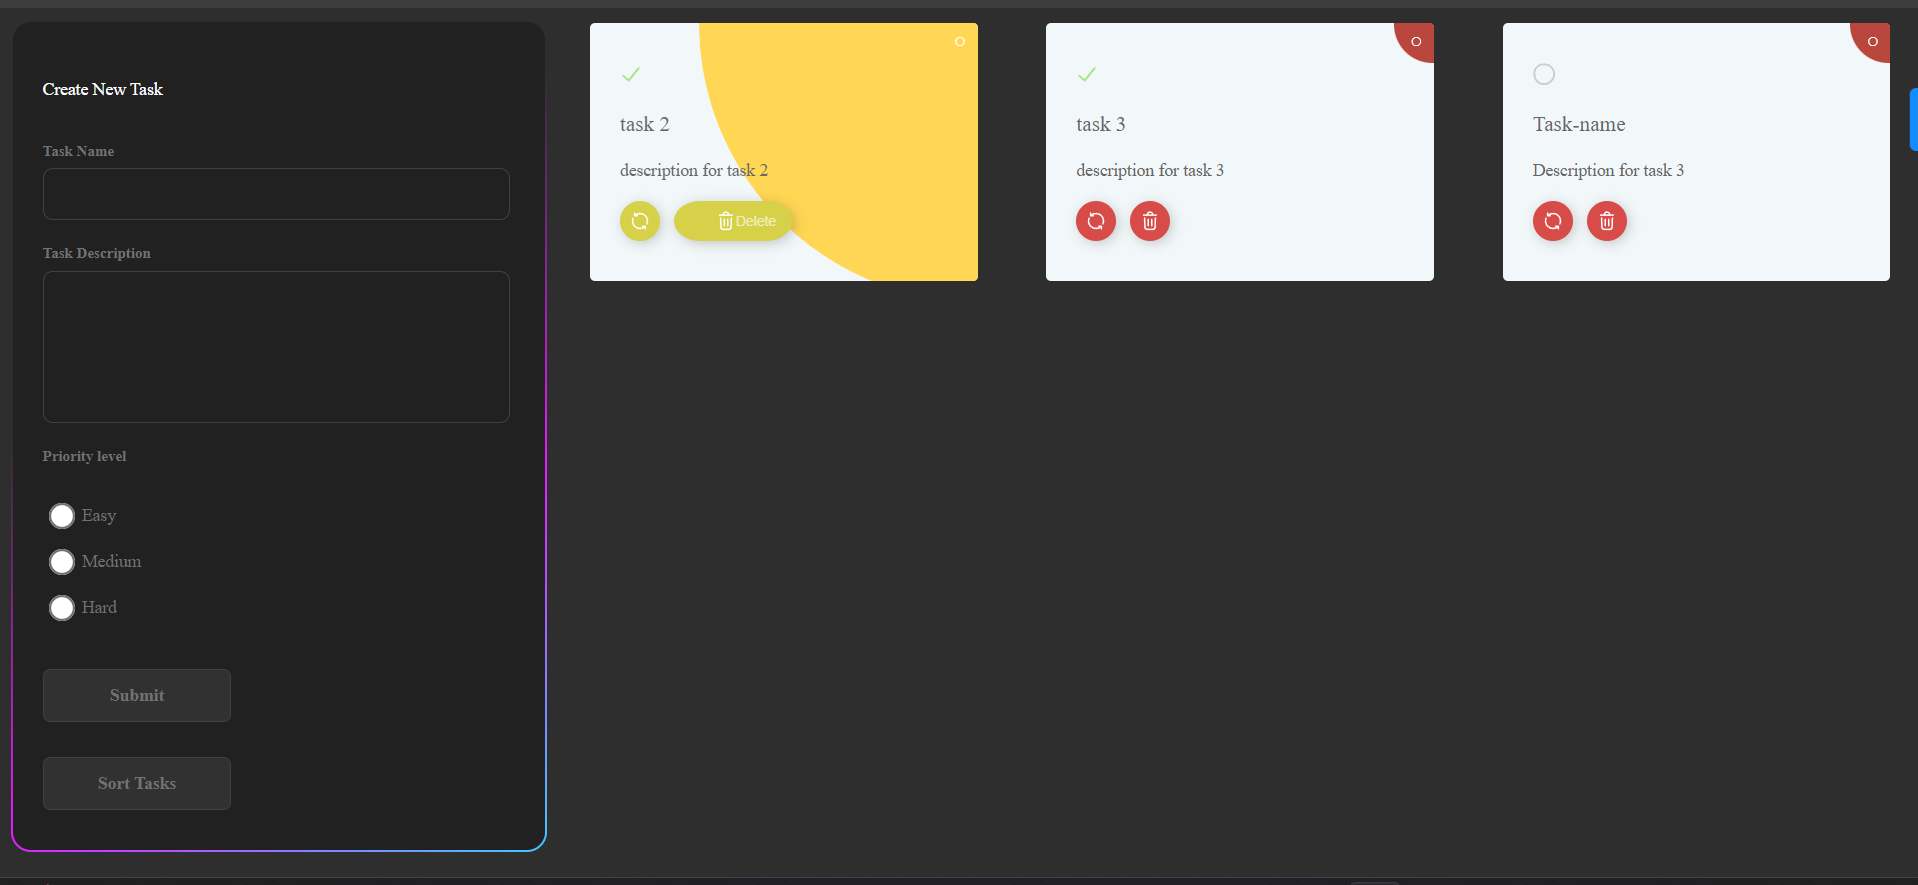 Create New Task
Task Name
Task Description
Priority level
Easy
Medium
Hard
Submit
Sort Tasks
task 2
description for task 2
Delete
task 3
description for task 3
Task-name
Description for task 3